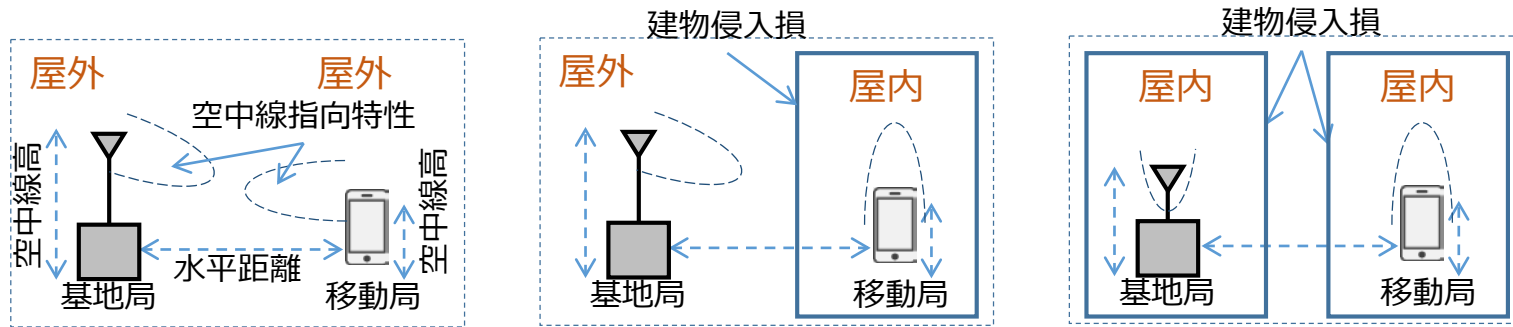 屋外
屋外
空中線指向特性
空中線高
空中線高
水平距離
基地局
移動局
建物侵入損
屋外
屋内
基地局
移動局
建物侵入損
屋内
屋内
基地局
移動局